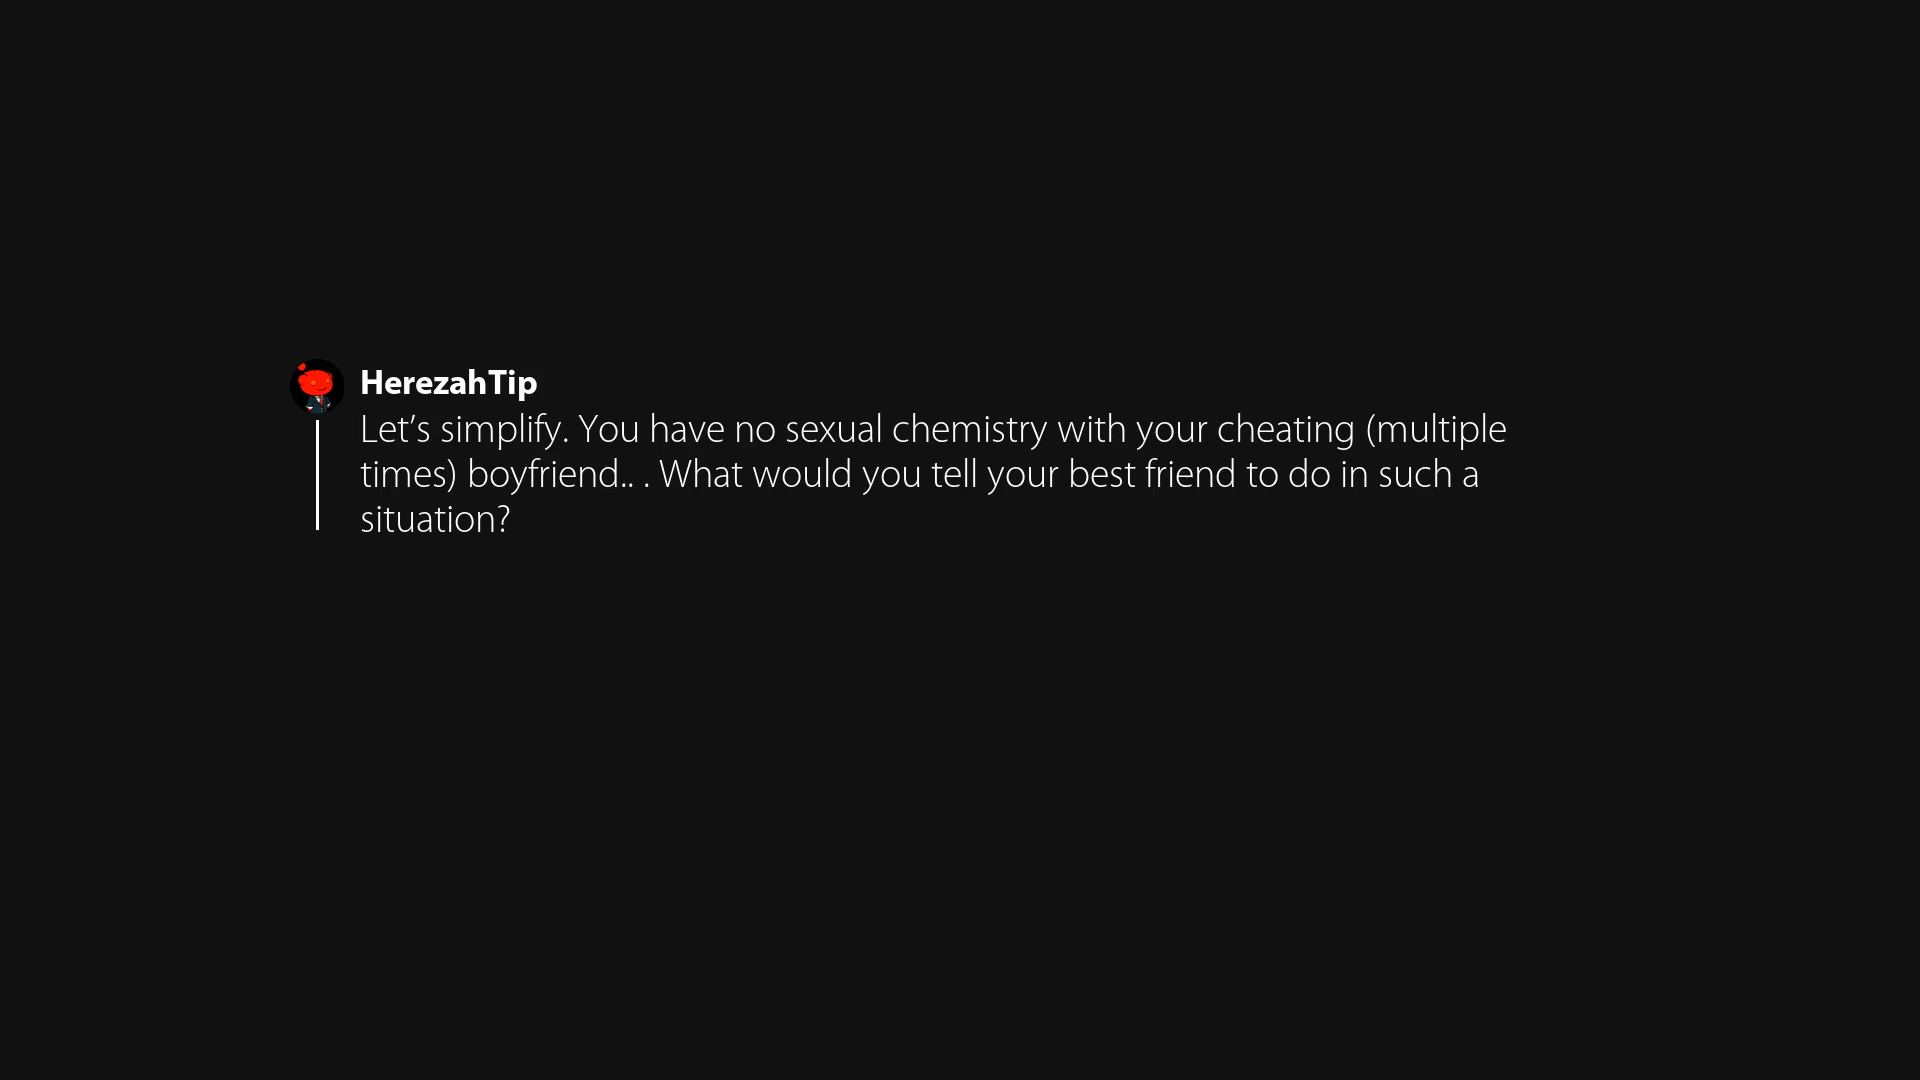 HerezahTip
Let’s simplify. You have no sexual chemistry with your cheating (multiple
times) boyfriend.. . What would you tell your best friend to do in such a
situation?